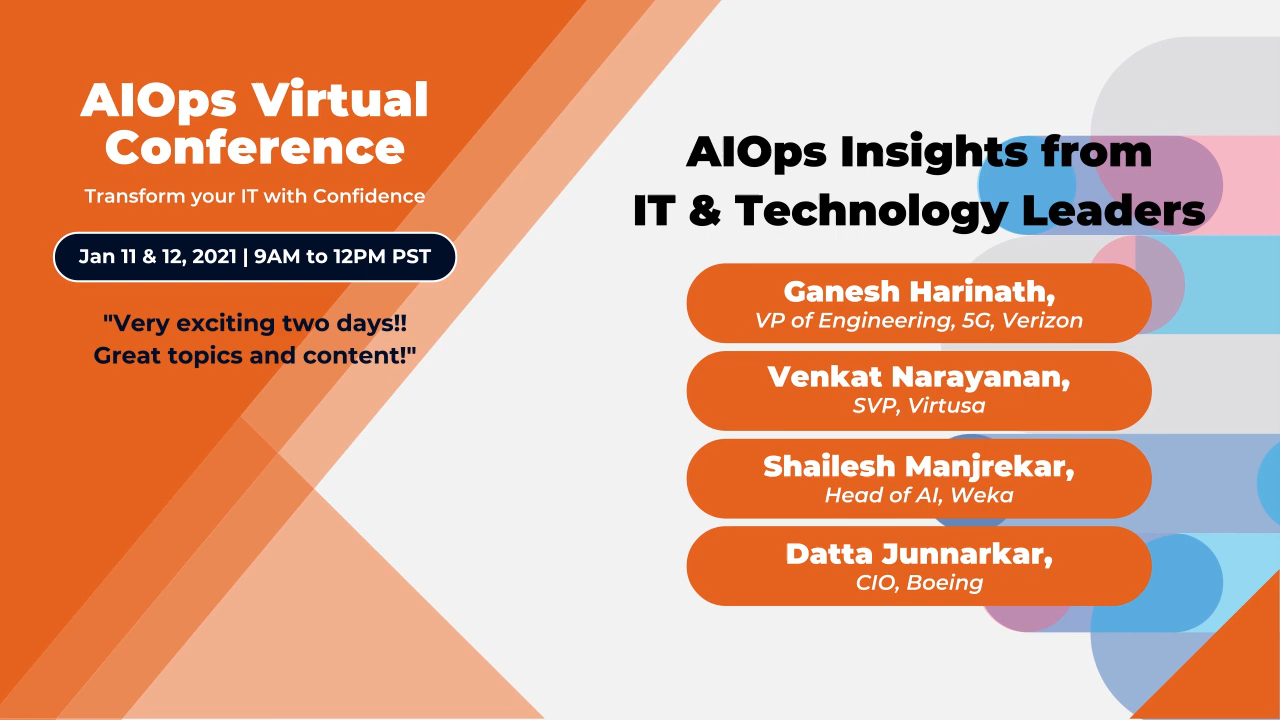 AIOps Virtual
Conference
Transform your IT with Confidence
Jan 11 & 12, 2021 | 9AM to 12PM PST
"Very exciting two days!!
Great topics and content!"
AIOps Insights from
IT & Technology Leaders
Ganesh Harinath,
VP of Engineering, 5G, Verizon
Venkat Narayanan,
SVP, Virtusa
Shailesh Manjrekar,
Head of AI, Weka
Datta Junnarkar,
CIO, Boeing